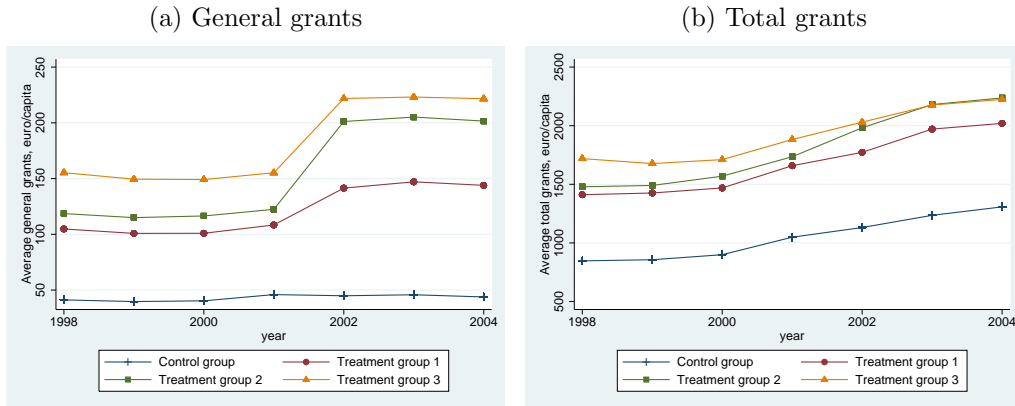 (a) General grants
Average general grants, euro/capita
250
200
150
100
50
1998
2000
2002
2004
year
Control group
Treatment group 1
Treatment group 2
Treatment group 3
(b) Total grants
Average total grants, euro/capita
2500
2000
1500
1000
500
1998
2000
2002
2004
year
Control group
Treatment group 1
Treatment group 2
Treatment group 3